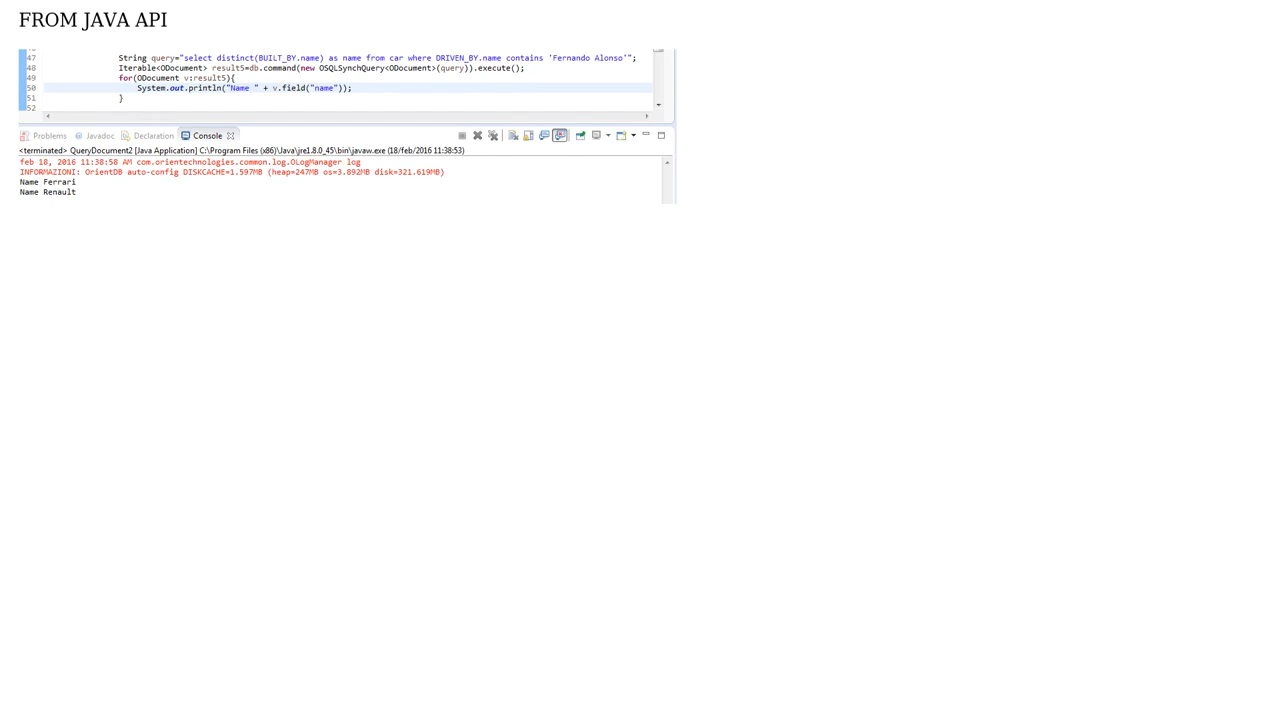 FROM JAVA API
47 String query="select distinct(BUILT_BY.name) as name from car where DRIVEN_BY.name contains 'Fernando Alonso'";
48 Iterable<ODocument> result5=db.command(new OSQLSynchQuery<ODocument>(query)).execute();
49 for(ODocument v:result5){
50 System.out.println("Name " + v.field("name"));
51 }
52
Problems Javadoc Declaration Console
<terminated> QueryDocument2 [Java Application] C:\Program Files (x86)\Java\jre1.8.0_45\bin\javaw.exe (18/feb/2016 11:38:53)
feb 18, 2016 11:38:58 AM com.orientechnologies.common.log.OLogManager log
INFORMAZIONI: OrientDB auto-config DISKCACHE=1.597MB (heap=247MB os=3.892MB disk=321.619MB)
Name Ferrari
Name Renault